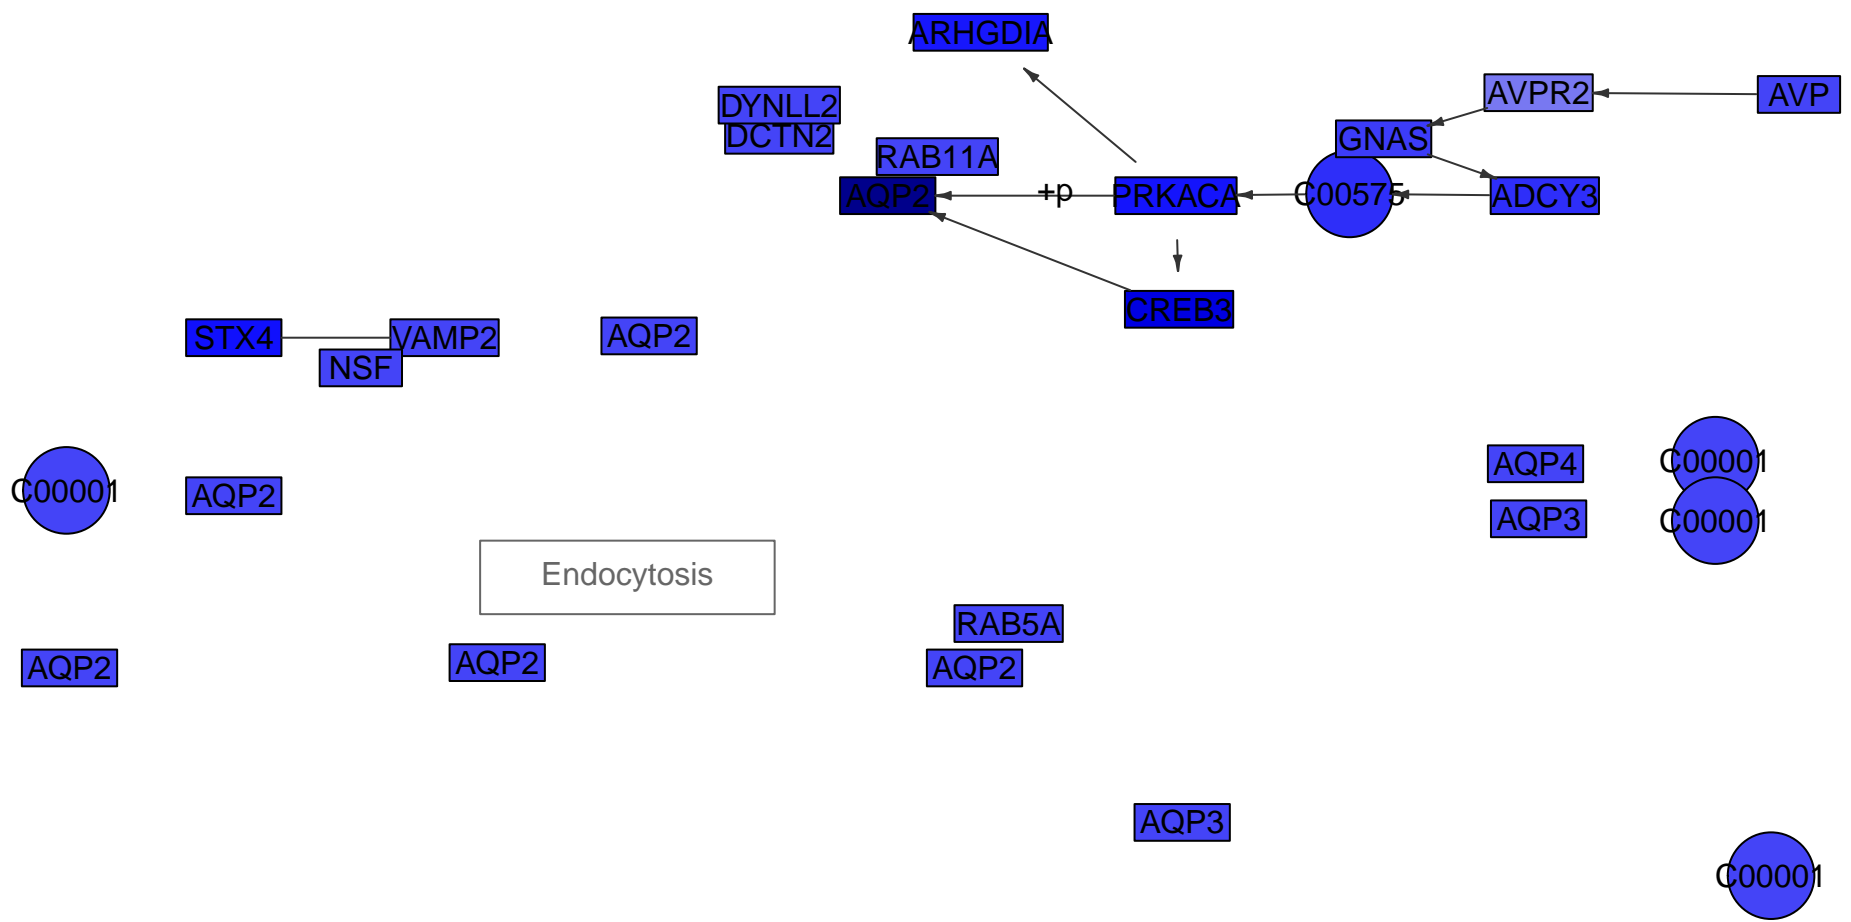 ARHGDIA
AVPR2
AVP
DYNLL2
DCTN2
GNAS
RAB11A
AQP2
+p
PRKACA
C00575
ADCY3
CREB3
STX4
VAMP2
AQP2
NSF
C00001
AQP2
AQP4
C00001
AQP3
C00001
Endocytosis
RAB5A
AQP2
AQP2
AQP2
AQP3
C00001